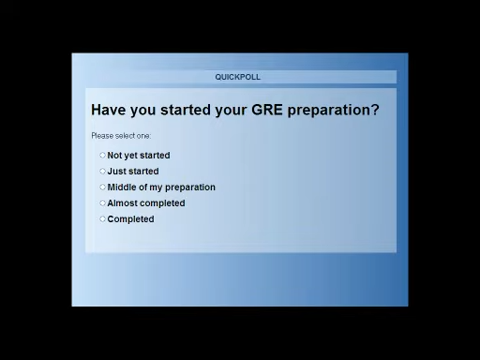 QUICKPOLL
Have you started your GRE preparation?
Please select one:
Not yet started
Just started
Middle of my preparation
Almost completed
Completed